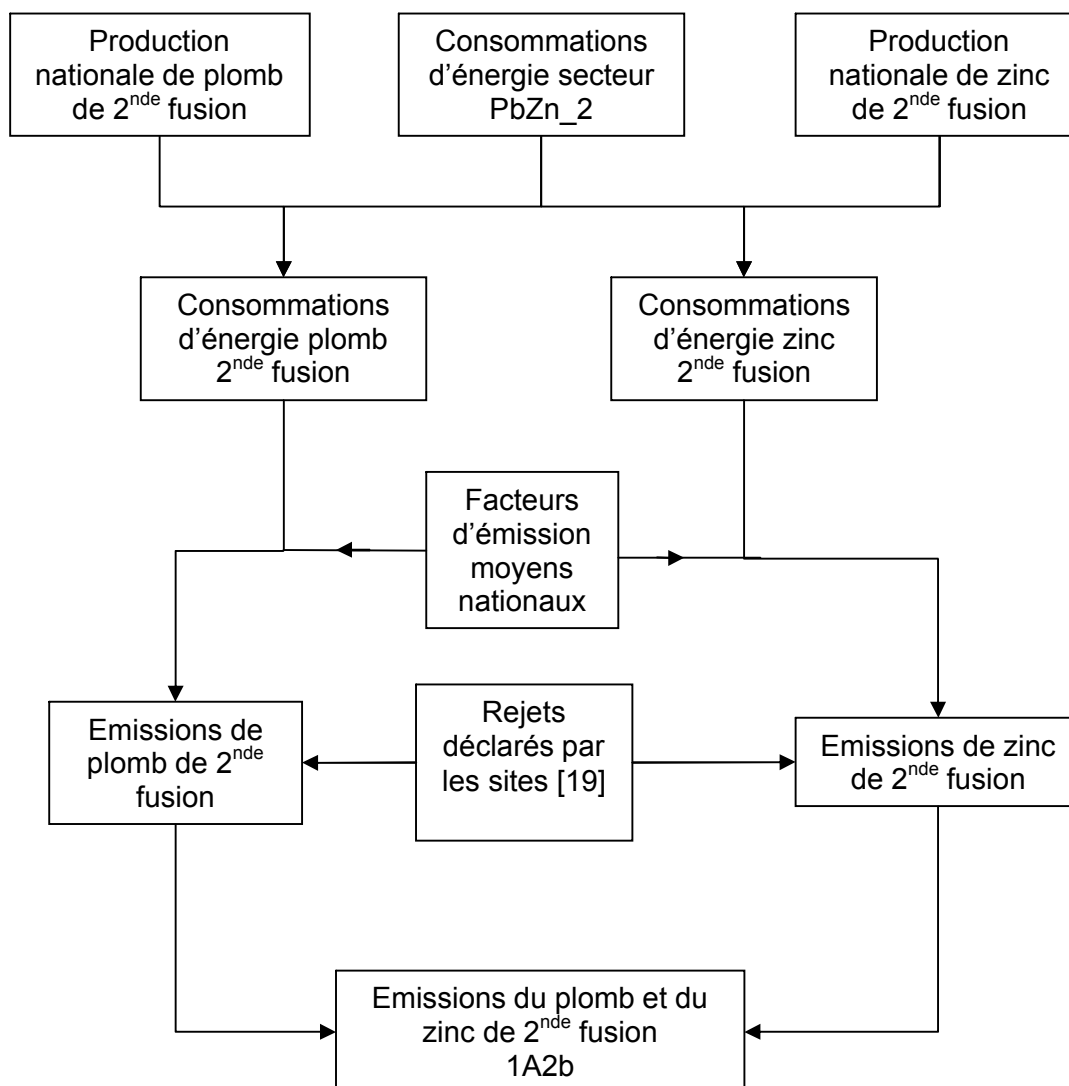 Production
nationale de plomb
de 2nde fusion
Consommations
d’énergie secteur
PbZn_2
Production
nationale de zinc
de 2nde fusion
Consommations
d’énergie plomb
2nde fusion
Consommations
d’énergie zinc
2nde fusion
Facteurs
d’émission
moyens
nationaux
Emissions de
plomb de 2nde
fusion
Rejets
déclarés par
les sites [19]
Emissions de zinc
de 2nde fusion
Emissions du plomb et du
zinc de 2nde fusion
1A2b